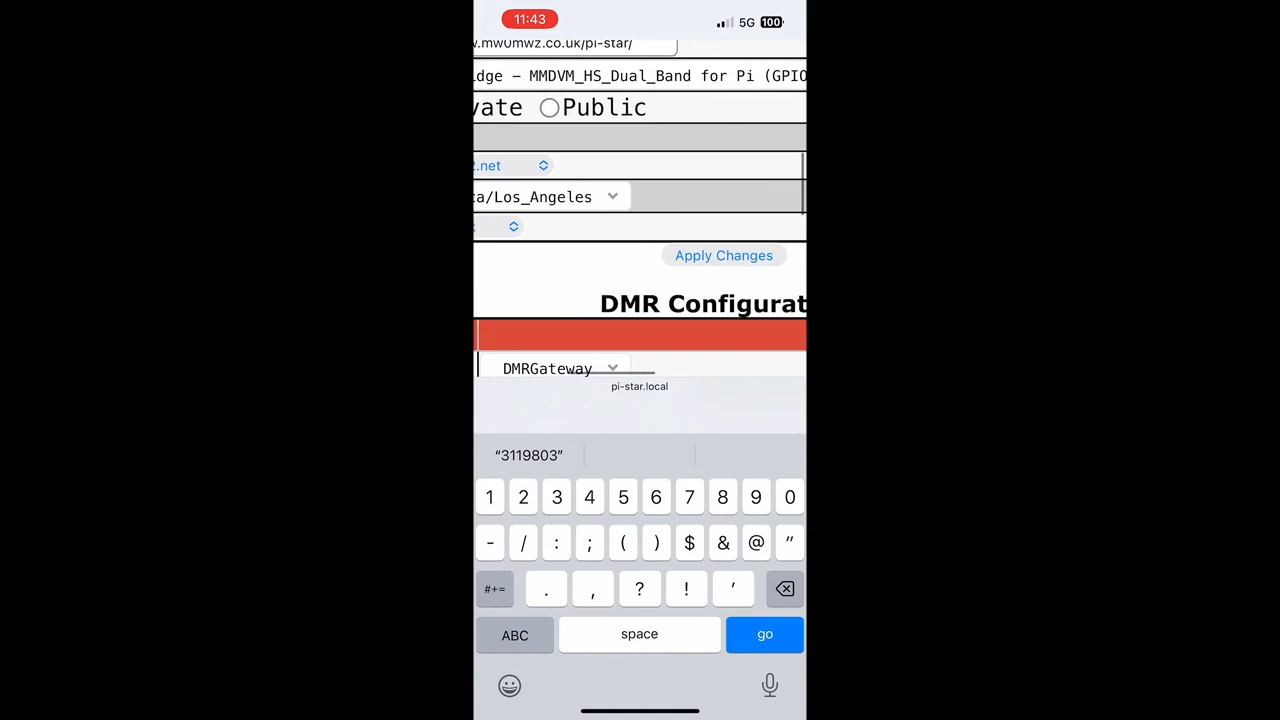 11:43 5G 100
w.mw0mwz.co.uk/pi-star/
dge - MMDVM_HS_Dual_Band for Pi (GPIO
vate Public
.net
ca/Los_Angeles
Apply Changes
DMR Configurat
DMRGateway
pi-star.local
“3119803”
1 2 3 4 5 6 7 8 9 0
- / : ; ( ) $ & @ ”
#+= . , ? ! ’
ABC space go